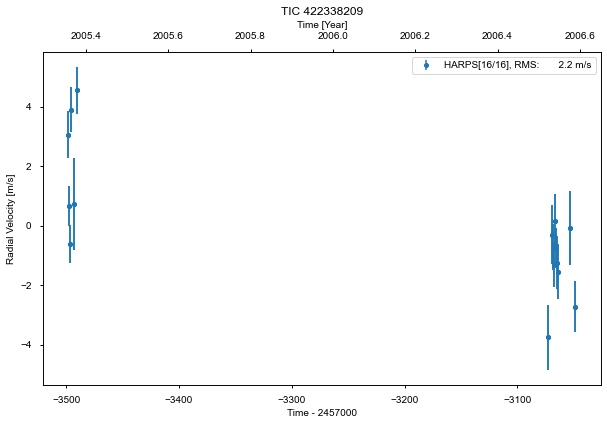 TIC 422338209
Time [Year]
2005.4 2005.6 2005.8 2006.0 2006.2 2006.4 2006.6
HARPS[16/16], RMS: 2.2 m/s
4
2
0
−2
−4
Radial Velocity [m/s]
−3500 −3400 −3300 −3200 −3100
Time - 2457000